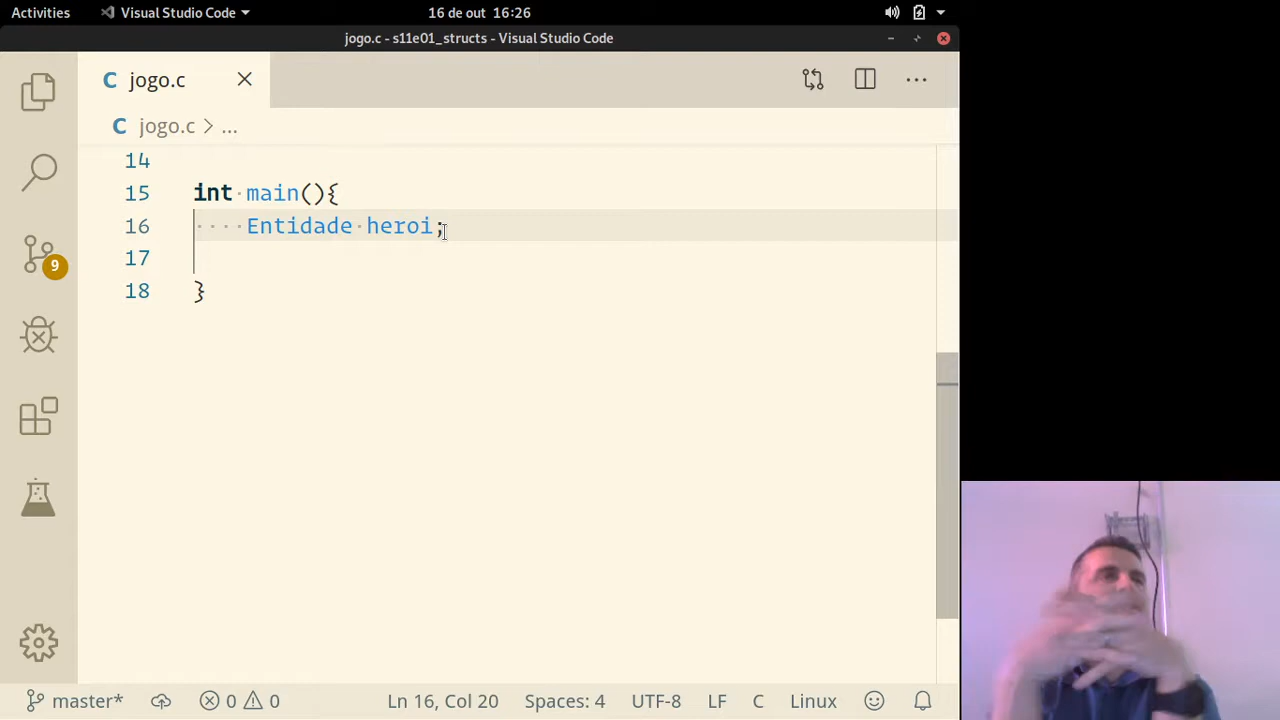 Activities Visual Studio Code 16 de out 16:26
jogo.c - s11e01_structs - Visual Studio Code
C jogo.c
C jogo.c > ...
14
15 int main(){
16 ····Entidade·heroi;
17
18 }
9
master* 0 0 Ln 16, Col 20 Spaces: 4 UTF-8 LF C Linux